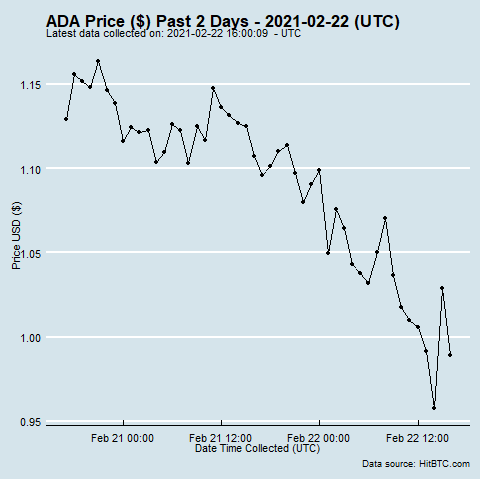 ADA Price ($) Past 2 Days - 2021-02-22 (UTC)
Latest data collected on: 2021-02-22 16:00:09 - UTC
1.15
1.10
1.05
1.00
0.95
Price USD ($)
Feb 21 00:00 Feb 21 12:00 Feb 22 00:00 Feb 22 12:00
Date Time Collected (UTC)
Data source: HitBTC.com